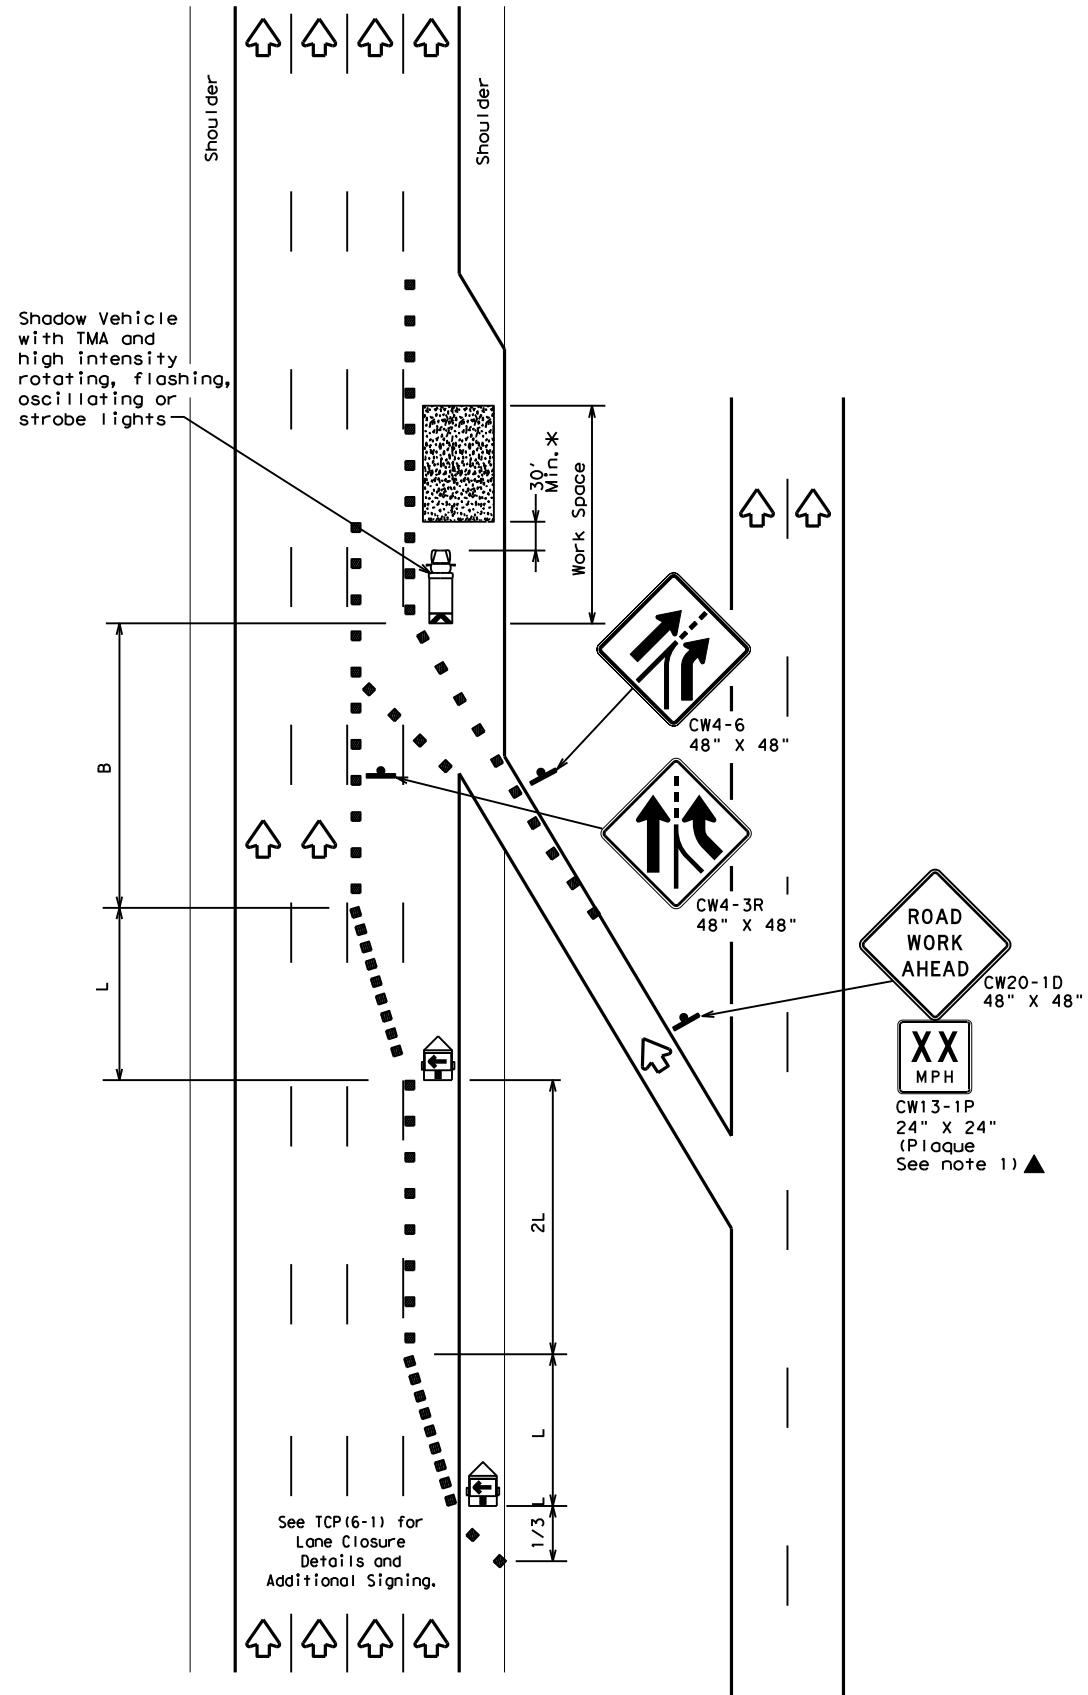 Shoulder
Shoulder
Shadow Vehicle
with TMA and
high intensity
rotating, flashing,
oscillating or
strobe lights
30'
Min.*
Work Space
CW4-6
48" X 48"
B
CW4-3R
48" X 48"
ROAD
WORK
AHEAD
CW20-1D
48" X 48"
L
XX
MPH
CW13-1P
24" X 24"
(Plaque
See note 1)▲
2L
L
1/3 L
See TCP(6-1) for
Lane Closure
Details and
Additional Signing.